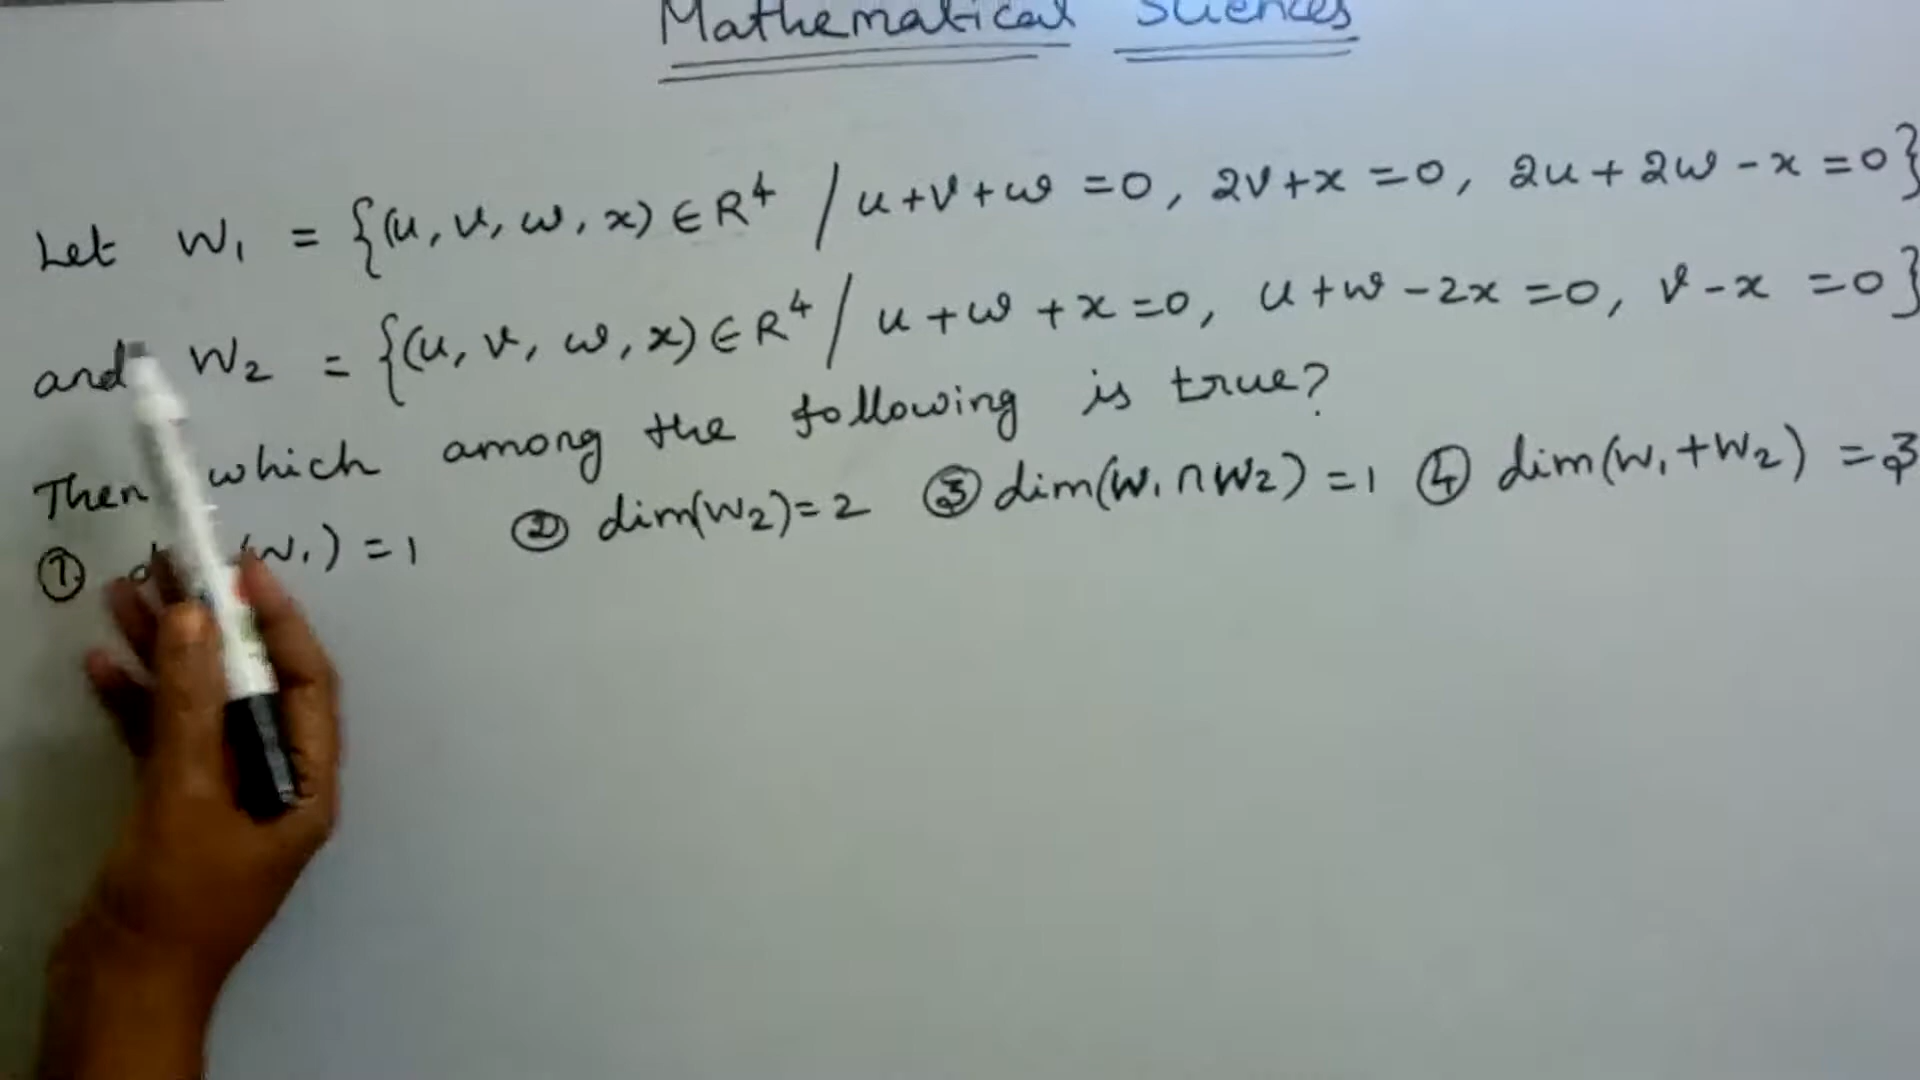 Mathematical Sciences
Let W₁ = {(u, v, w, x) ∈ R⁴ / u+v+w = 0, 2v+x = 0, 2u+2w-x = 0}
and W₂ = {(u, v, w, x) ∈ R⁴ / u+w+x = 0, u+w-2x = 0, v-x = 0}
Then which among the following is true?
① (W₁) = 1 ② dim(W₂) = 2 ③ dim(W₁∩W₂) = 1 ④ dim(W₁+W₂) = 3